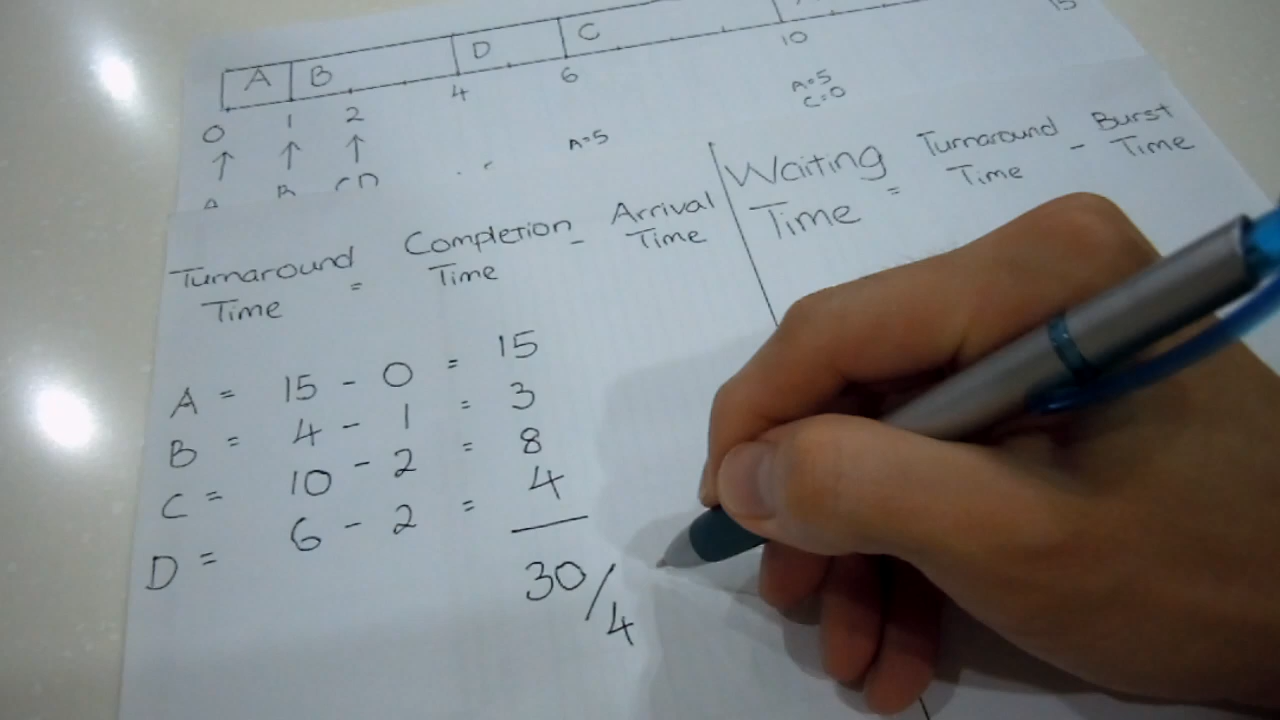 A B D C
0 1 2 4 6 10 15
↑ ↑ ↑
A B C D
A=5
A=5
C=0
Turnaround Time = Completion Time - Arrival Time
Waiting Time = Turnaround Time - Burst Time
A = 15 - 0 = 15
B = 4 - 1 = 3
C = 10 - 2 = 8
D = 6 - 2 = 4
30/4